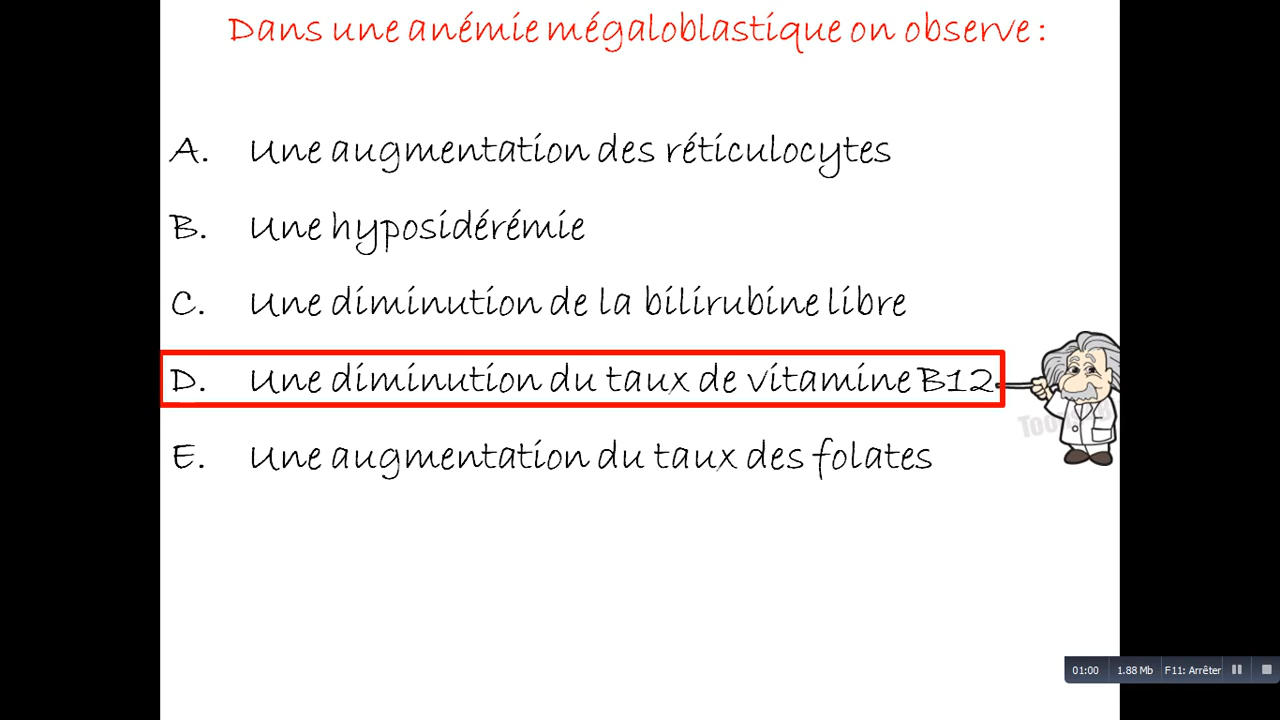 Dans une anémie mégaloblastique on observe :
A. Une augmentation des réticulocytes
B. Une hyposidérémie
C. Une diminution de la bilirubine libre
D. Une diminution du taux de vitamine B12
E. Une augmentation du taux des folates
01:00 1.88 Mb F11: Arrêter